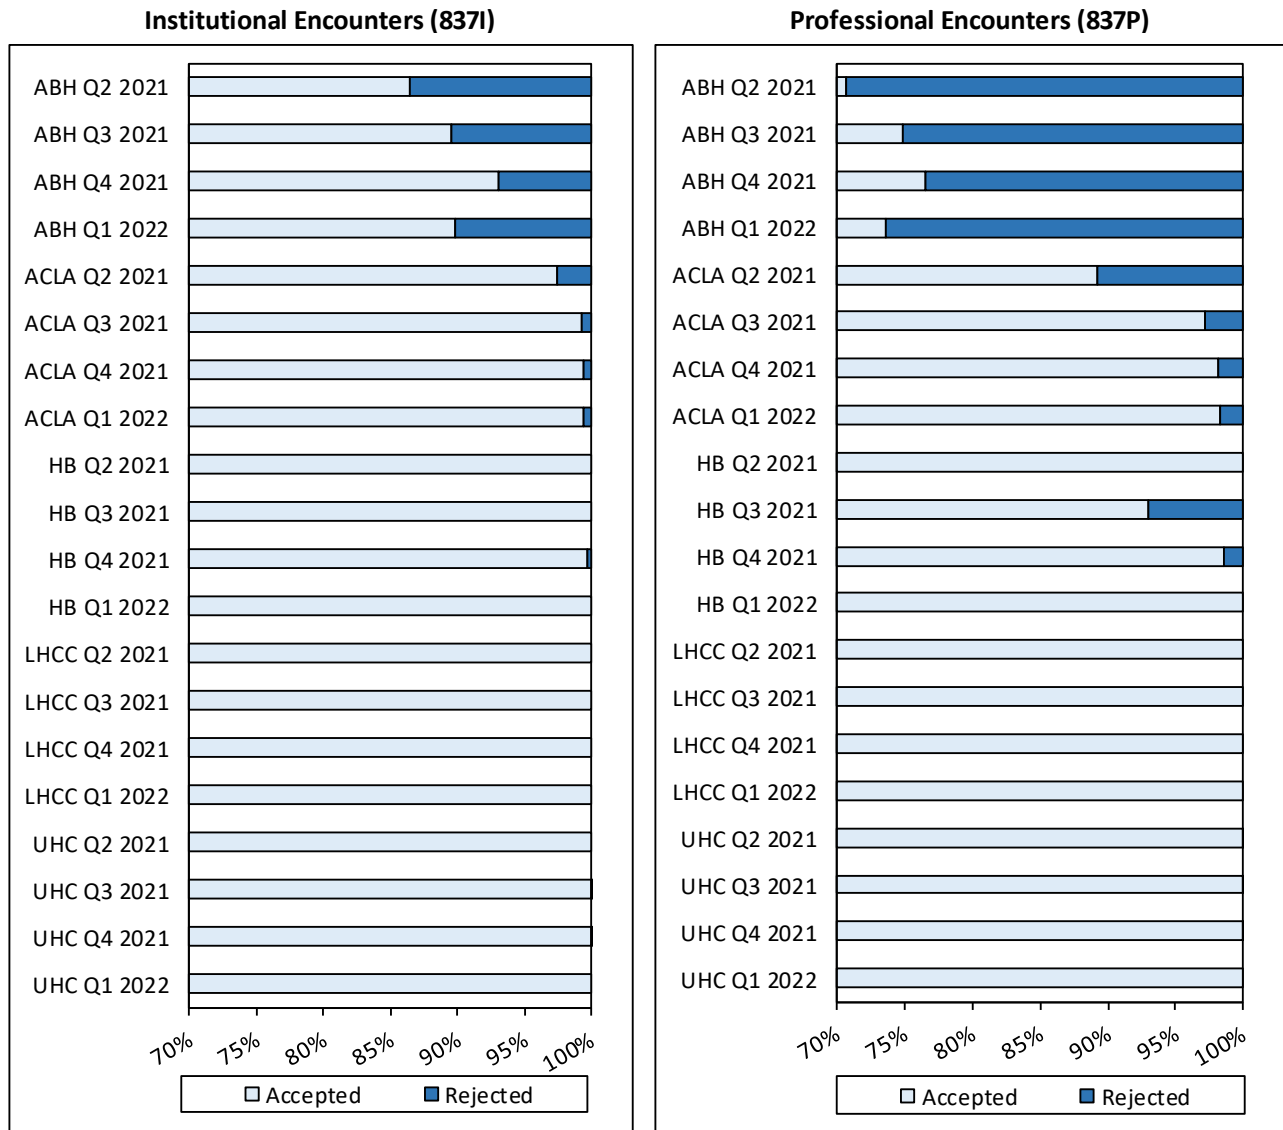 Institutional Encounters (837I)
ABH Q2 2021
ABH Q3 2021
ABH Q4 2021
ABH Q1 2022
ACLA Q2 2021
ACLA Q3 2021
ACLA Q4 2021
ACLA Q1 2022
HB Q2 2021
HB Q3 2021
HB Q4 2021
HB Q1 2022
LHCC Q2 2021
LHCC Q3 2021
LHCC Q4 2021
LHCC Q1 2022
UHC Q2 2021
UHC Q3 2021
UHC Q4 2021
UHC Q1 2022
70% 75% 80% 85% 90% 95% 100%
Accepted Rejected
Professional Encounters (837P)
ABH Q2 2021
ABH Q3 2021
ABH Q4 2021
ABH Q1 2022
ACLA Q2 2021
ACLA Q3 2021
ACLA Q4 2021
ACLA Q1 2022
HB Q2 2021
HB Q3 2021
HB Q4 2021
HB Q1 2022
LHCC Q2 2021
LHCC Q3 2021
LHCC Q4 2021
LHCC Q1 2022
UHC Q2 2021
UHC Q3 2021
UHC Q4 2021
UHC Q1 2022
70% 75% 80% 85% 90% 95% 100%
Accepted Rejected